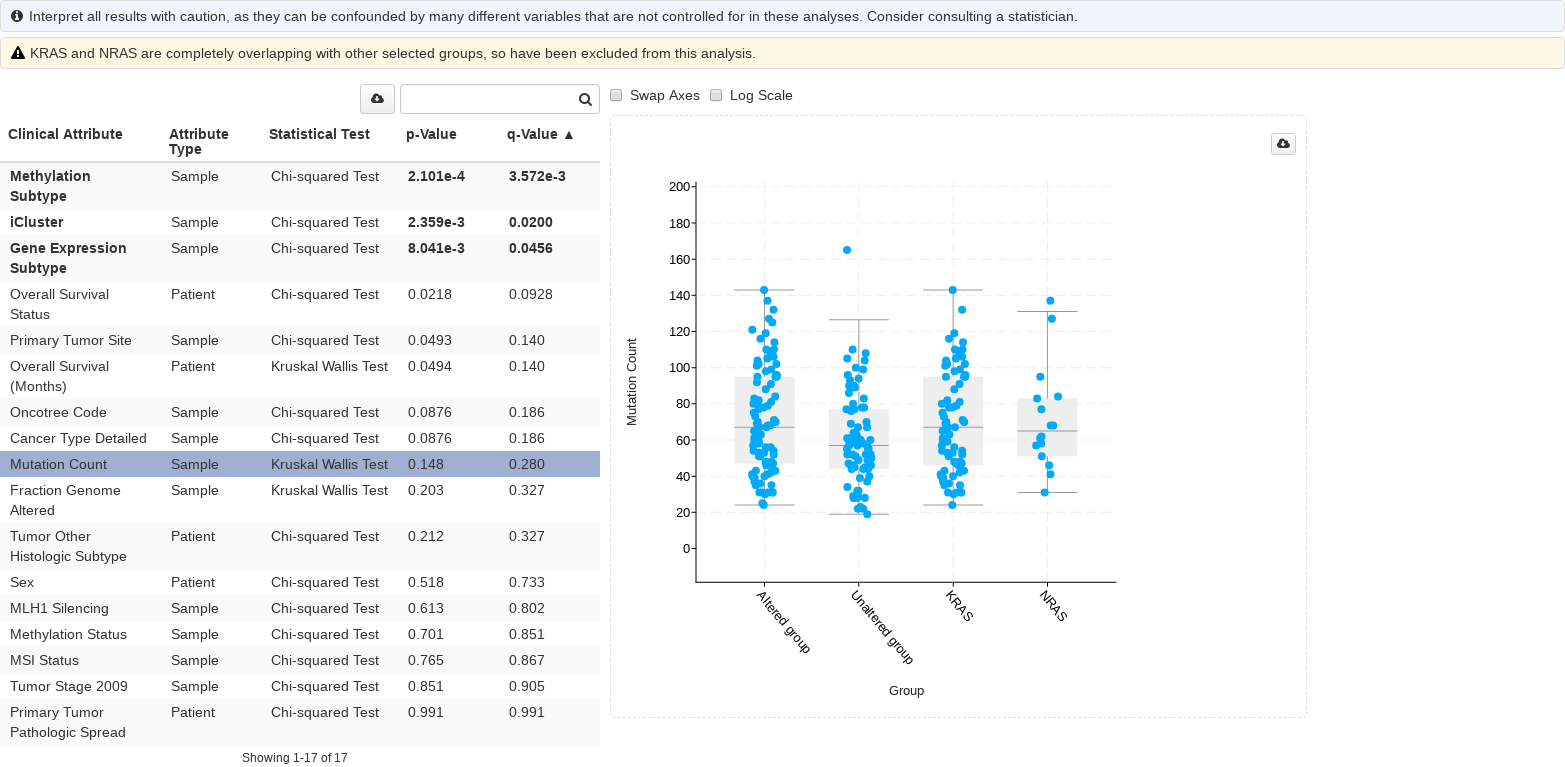 Interpret all results with caution, as they can be confounded by many different variables that are not controlled for in these analyses. Consider consulting a statistician.
KRAS and NRAS are completely overlapping with other selected groups, so have been excluded from this analysis.
Clinical Attribute Attribute Type Statistical Test p-Value q-Value ▲
Methylation Subtype Sample Chi-squared Test 2.101e-4 3.572e-3
iCluster Sample Chi-squared Test 2.359e-3 0.0200
Gene Expression Subtype Sample Chi-squared Test 8.041e-3 0.0456
Overall Survival Status Patient Chi-squared Test 0.0218 0.0928
Primary Tumor Site Sample Chi-squared Test 0.0493 0.140
Overall Survival (Months) Patient Kruskal Wallis Test 0.0494 0.140
Oncotree Code Sample Chi-squared Test 0.0876 0.186
Cancer Type Detailed Sample Chi-squared Test 0.0876 0.186
Mutation Count Sample Kruskal Wallis Test 0.148 0.280
Fraction Genome Altered Sample Kruskal Wallis Test 0.203 0.327
Tumor Other Histologic Subtype Patient Chi-squared Test 0.212 0.327
Sex Patient Chi-squared Test 0.518 0.733
MLH1 Silencing Sample Chi-squared Test 0.613 0.802
Methylation Status Sample Chi-squared Test 0.701 0.851
MSI Status Sample Chi-squared Test 0.765 0.867
Tumor Stage 2009 Sample Chi-squared Test 0.851 0.905
Primary Tumor Pathologic Spread Patient Chi-squared Test 0.991 0.991
Showing 1-17 of 17
Swap Axes Log Scale
Mutation Count
200
180
160
140
120
100
80
60
40
20
0
Altered group
Unaltered group
KRAS
NRAS
Group